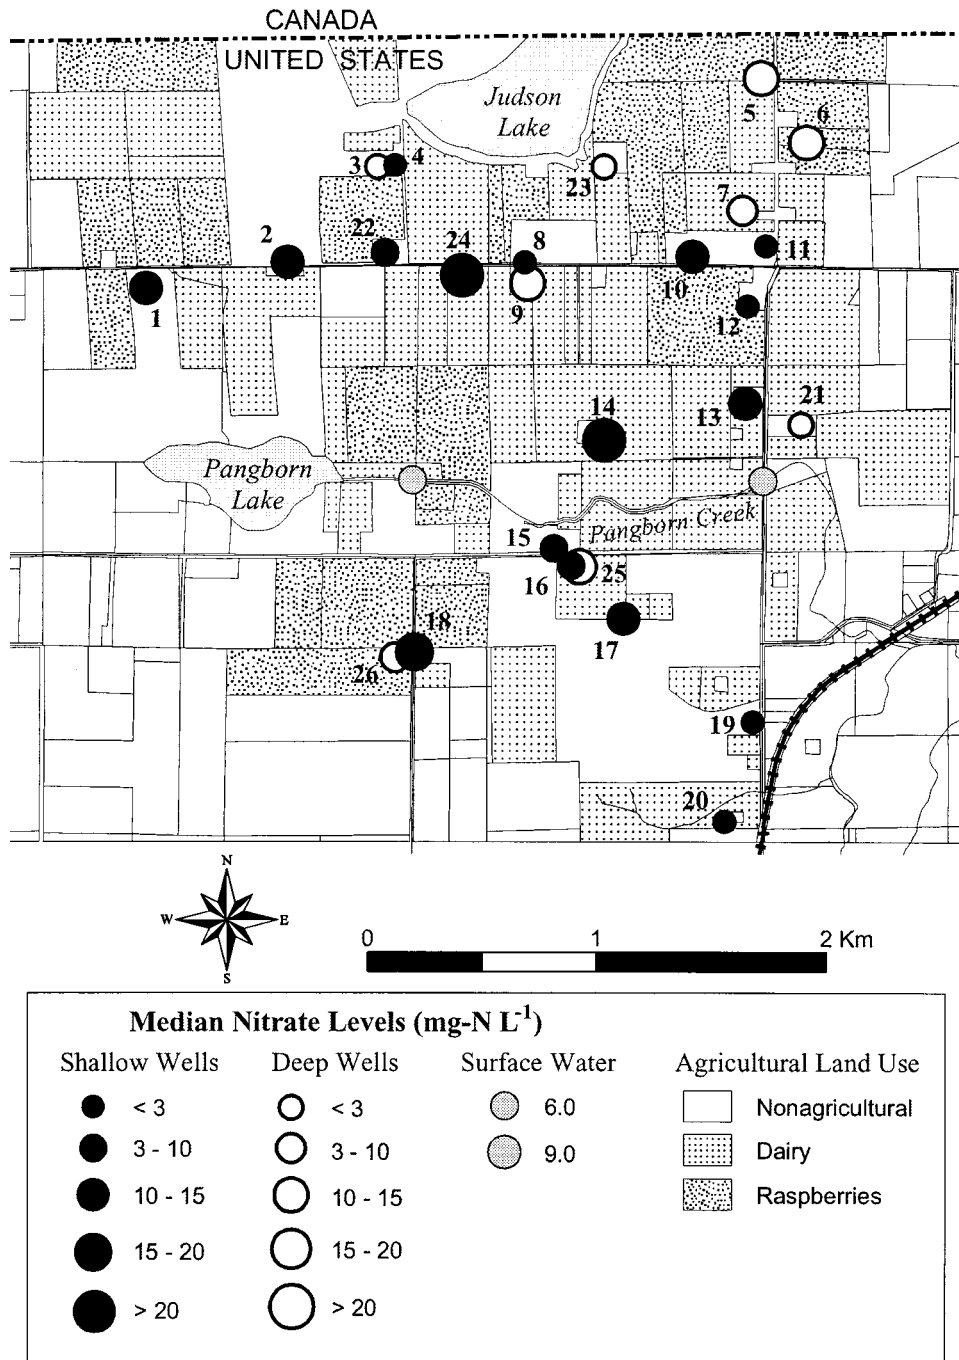 CANADA
UNITED STATES
Judson
Lake
5
6
3
4
23
7
2
22
24
8
11
10
1
9
12
14
13
21
Pangborn
Lake
Pangborn Creek
15
16
25
18
17
26
19
20
N
W
E
S
0
1
2 Km
Median Nitrate Levels (mg-N L⁻¹)
Shallow Wells
Deep Wells
Surface Water
Agricultural Land Use
< 3
< 3
6.0
Nonagricultural
3 - 10
3 - 10
9.0
Dairy
10 - 15
10 - 15
Raspberries
15 - 20
15 - 20
> 20
> 20